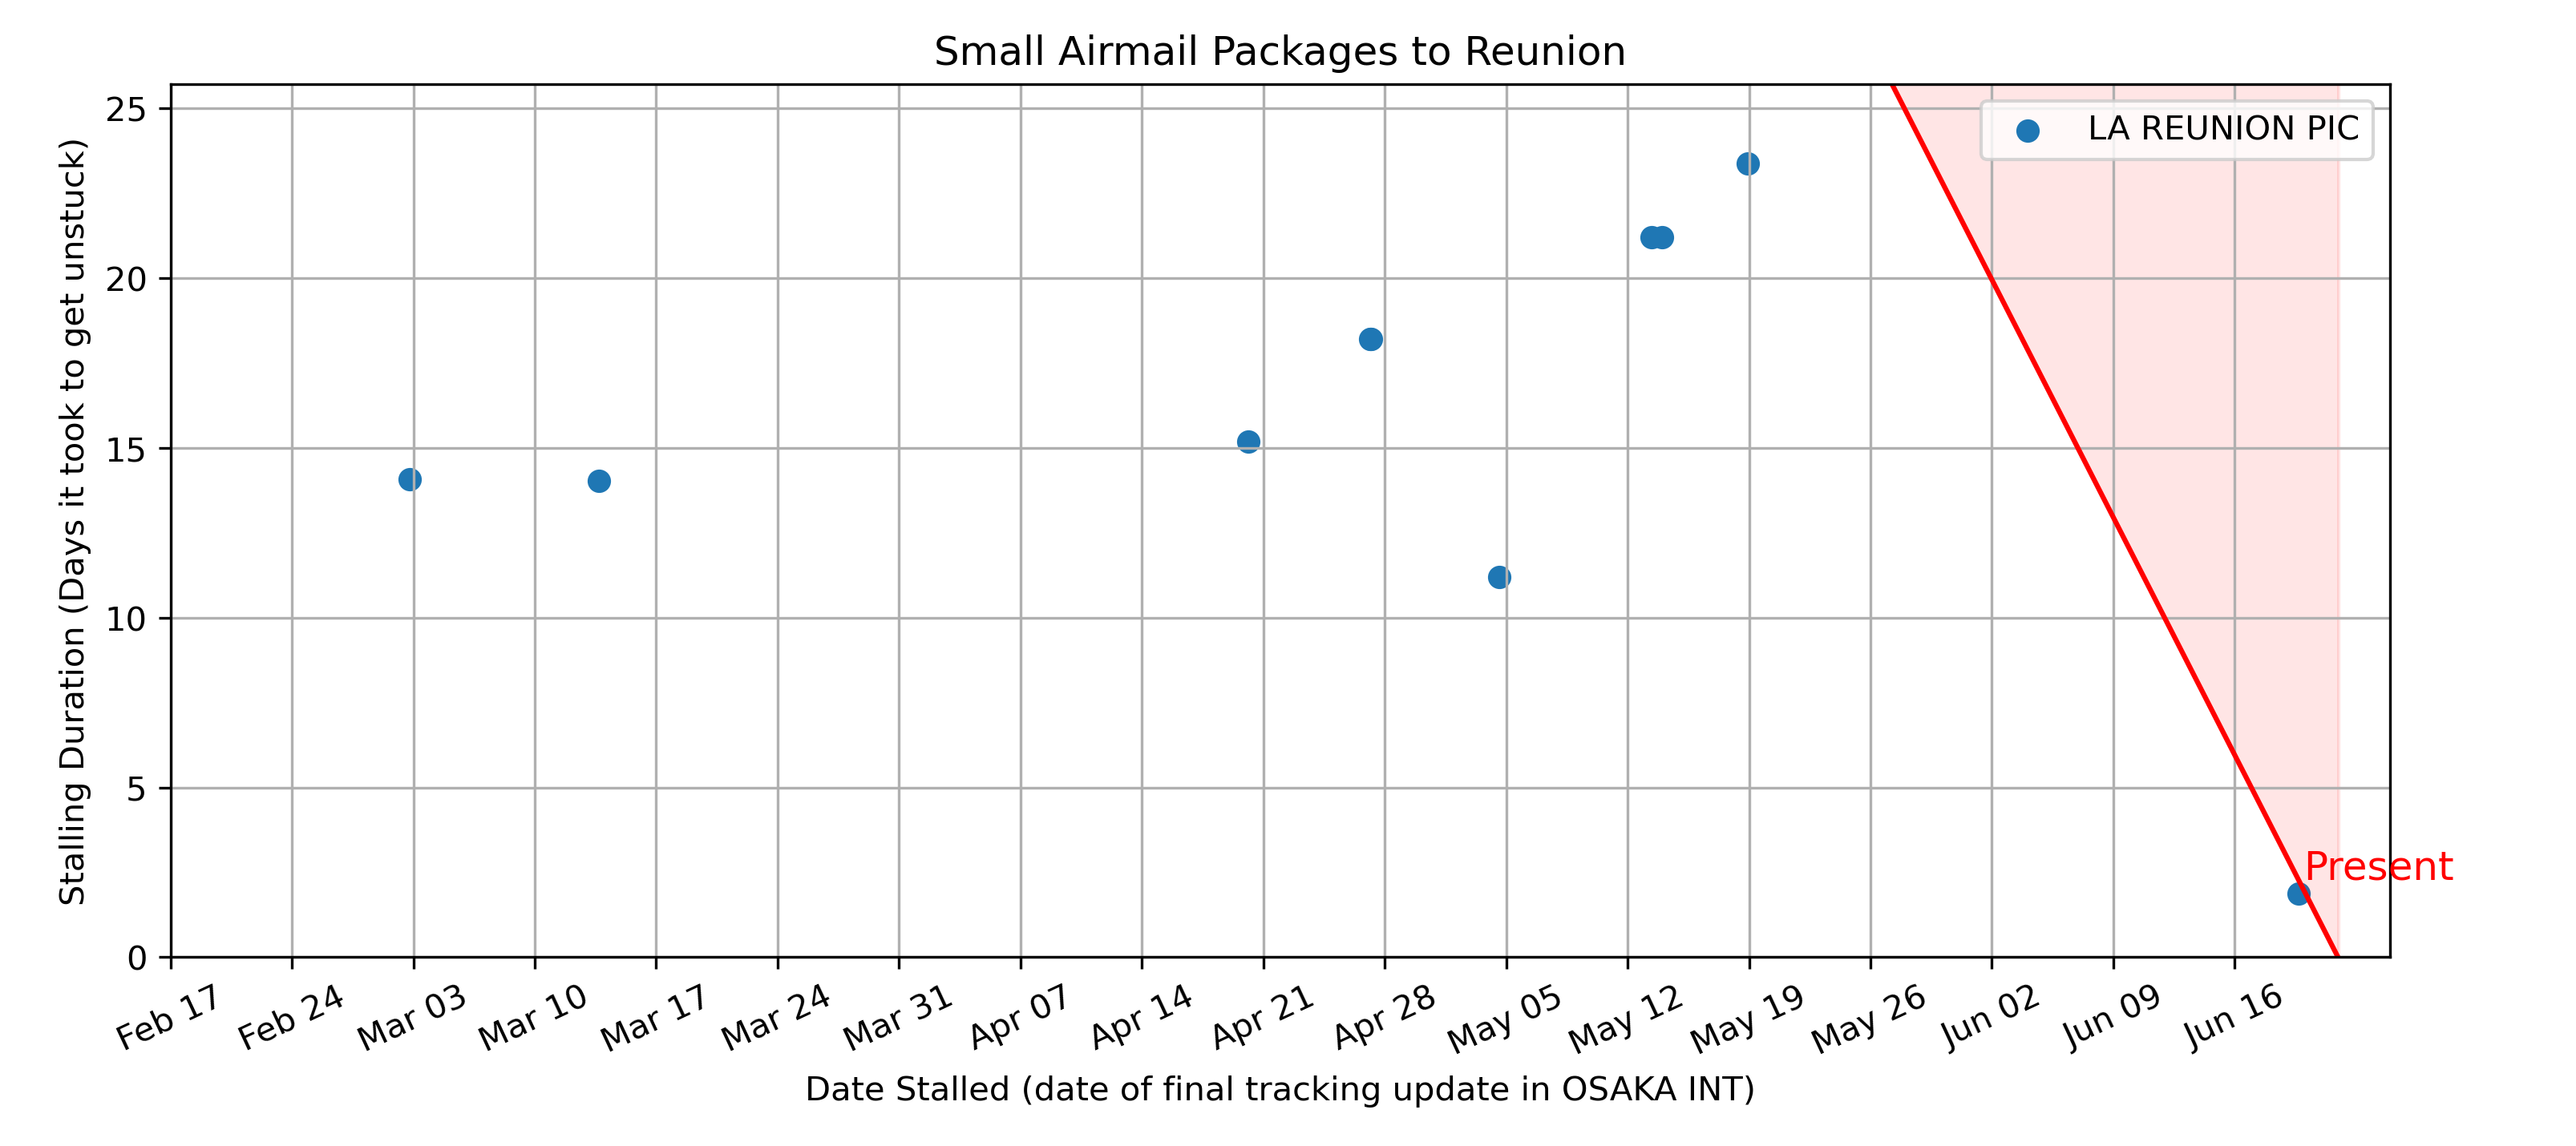 Small Airmail Packages to Reunion
LA REUNION PIC
Stalling Duration (Days it took to get unstuck)
25
20
15
10
5
0
Present
Feb 17
Feb 24
Mar 03
Mar 10
Mar 17
Mar 24
Mar 31
Apr 07
Apr 14
Apr 21
Apr 28
May 05
May 12
May 19
May 26
Jun 02
Jun 09
Jun 16
Date Stalled (date of final tracking update in OSAKA INT)